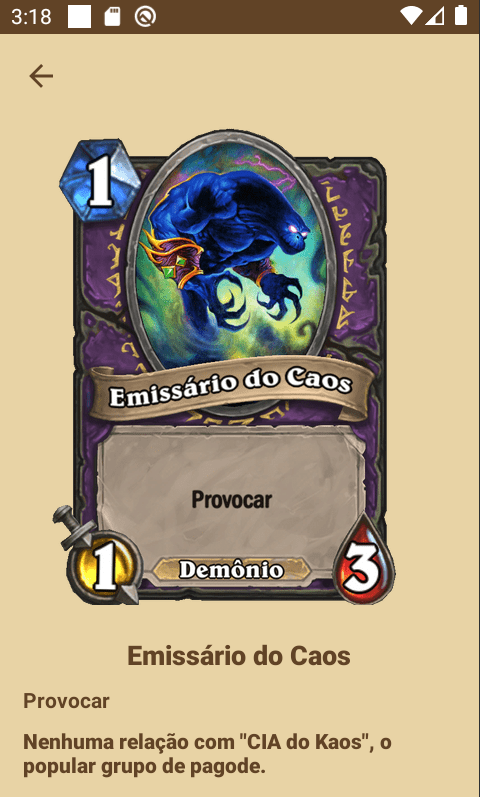 3:18
1
Emissário do Caos
Provocar
1
Demônio
3
Emissário do Caos
Provocar
Nenhuma relação com "CIA do Kaos", o
popular grupo de pagode.